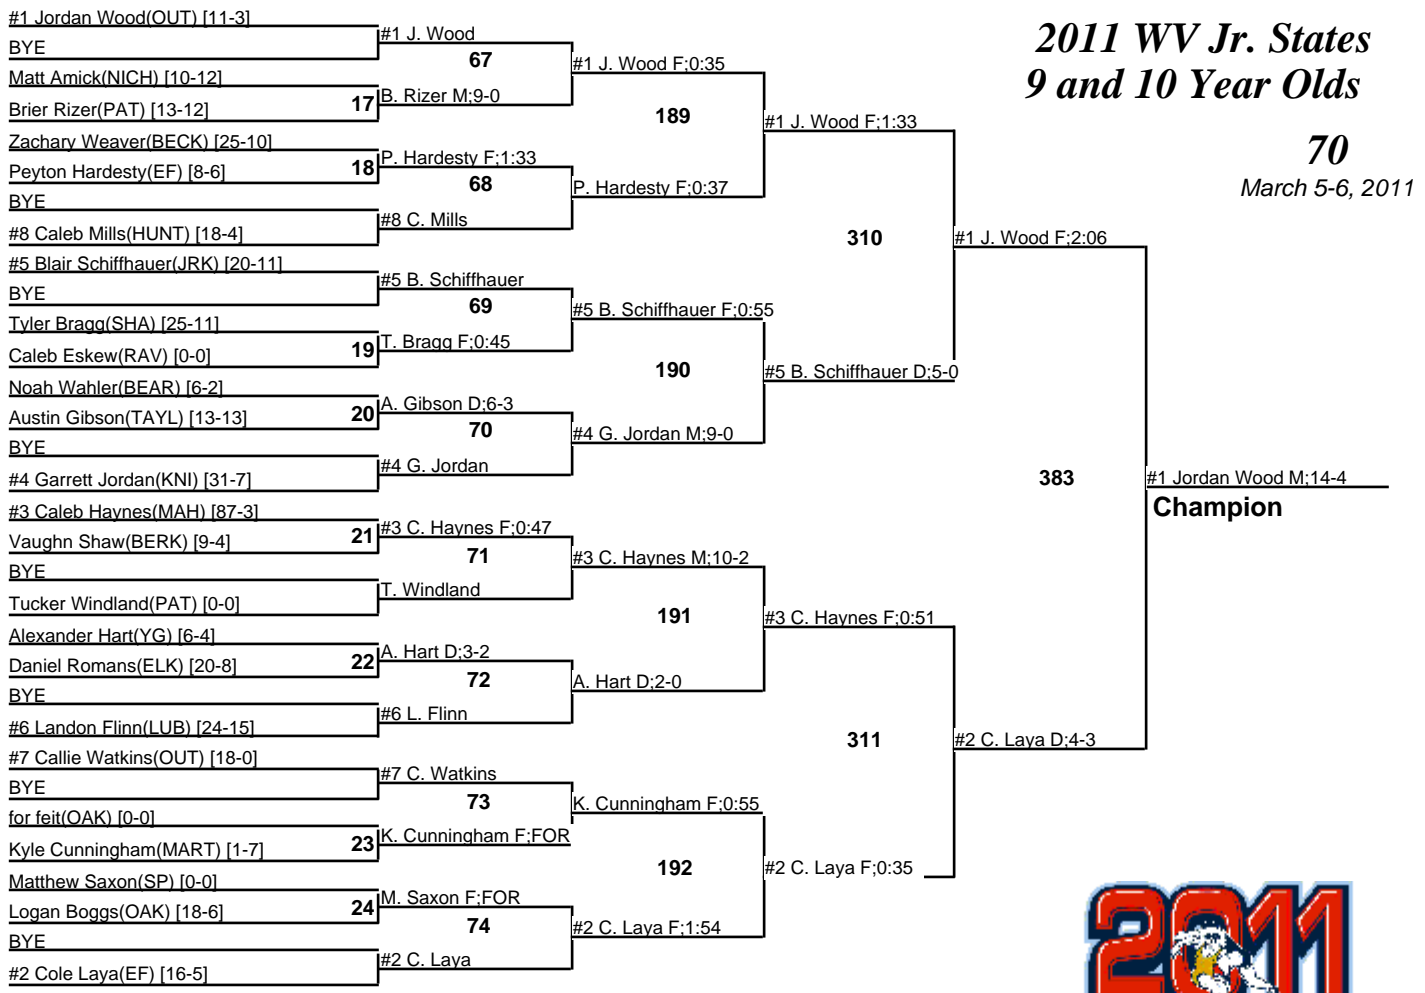 #1 Jordan Wood(OUT) [11-3]
BYE
Matt Amick(NICH) [10-12]
Brier Rizer(PAT) [13-12]
Zachary Weaver(BECK) [25-10]
Peyton Hardesty(EF) [8-6]
BYE
#8 Caleb Mills(HUNT) [18-4]
#5 Blair Schiffhauer(JRK) [20-11]
BYE
Tyler Bragg(SHA) [25-11]
Caleb Eskew(RAV) [0-0]
Noah Wahler(BEAR) [6-2]
Austin Gibson(TAYL) [13-13]
BYE
#4 Garrett Jordan(KNI) [31-7]
#3 Caleb Haynes(MAH) [87-3]
Vaughn Shaw(BERK) [9-4]
BYE
Tucker Windland(PAT) [0-0]
Alexander Hart(YG) [6-4]
Daniel Romans(ELK) [20-8]
BYE
#6 Landon Flinn(LUB) [24-15]
#7 Callie Watkins(OUT) [18-0]
BYE
for feit(OAK) [0-0]
Kyle Cunningham(MART) [1-7]
Matthew Saxon(SP) [0-0]
Logan Boggs(OAK) [18-6]
BYE
#2 Cole Laya(EF) [16-5]
17
18
19
20
21
22
23
24
#1 J. Wood
67
B. Rizer M;9-0
P. Hardesty F;1:33
68
#8 C. Mills
#5 B. Schiffhauer
69
T. Bragg F;0:45
A. Gibson D;6-3
70
#4 G. Jordan
#3 C. Haynes F;0:47
71
T. Windland
A. Hart D;3-2
72
#6 L. Flinn
#7 C. Watkins
73
K. Cunningham F;FOR
M. Saxon F;FOR
74
#2 C. Laya
#1 J. Wood F;0:35
189
P. Hardesty F;0:37
#5 B. Schiffhauer F;0:55
190
#4 G. Jordan M;9-0
#3 C. Haynes M;10-2
191
A. Hart D;2-0
K. Cunningham F;0:55
192
#2 C. Laya F;1:54
#1 J. Wood F;1:33
310
#5 B. Schiffhauer D;5-0
#3 C. Haynes F;0:51
311
#2 C. Laya F;0:35
#1 J. Wood F;2:06
383
#2 C. Laya D;4-3
#1 Jordan Wood M;14-4
Champion
2011 WV Jr. States
9 and 10 Year Olds
70
March 5-6, 2011
2011